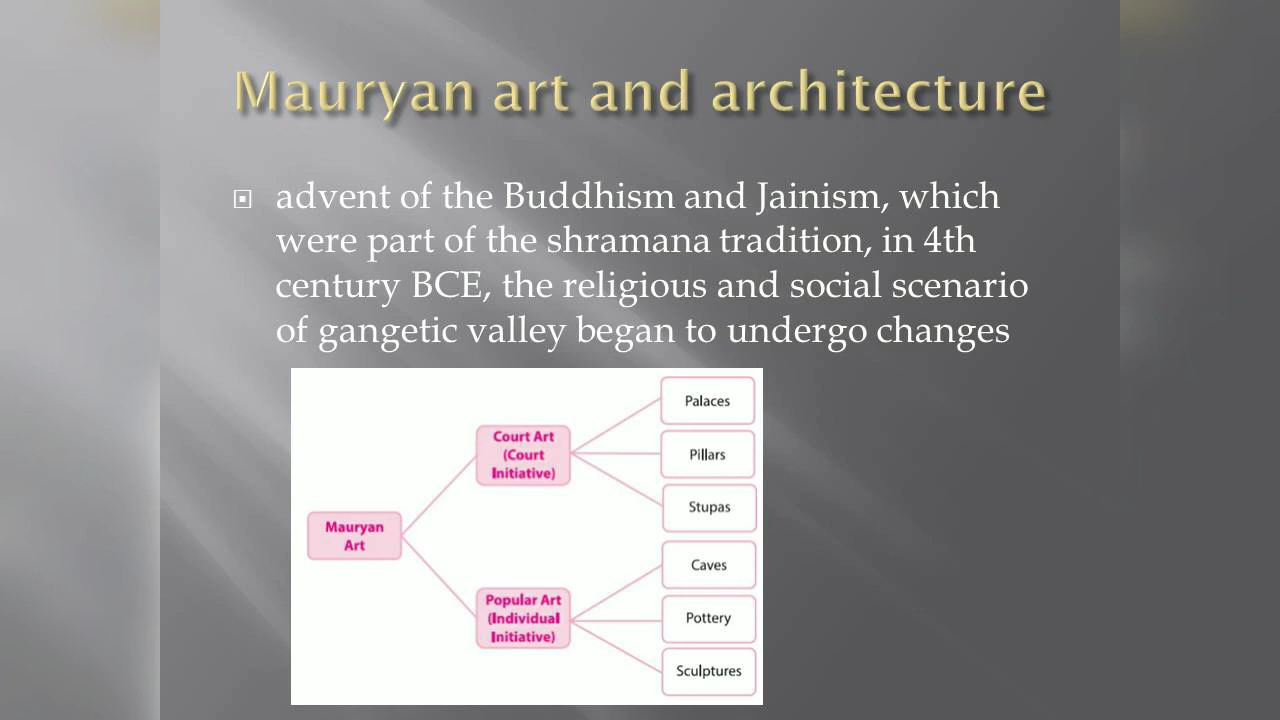 Mauryan art and architecture
advent of the Buddhism and Jainism, which
were part of the shramana tradition, in 4th
century BCE, the religious and social scenario
of gangetic valley began to undergo changes
Mauryan
Art
Court Art
(Court
Initiative)
Palaces
Pillars
Stupas
Popular Art
(Individual
Initiative)
Caves
Pottery
Sculptures